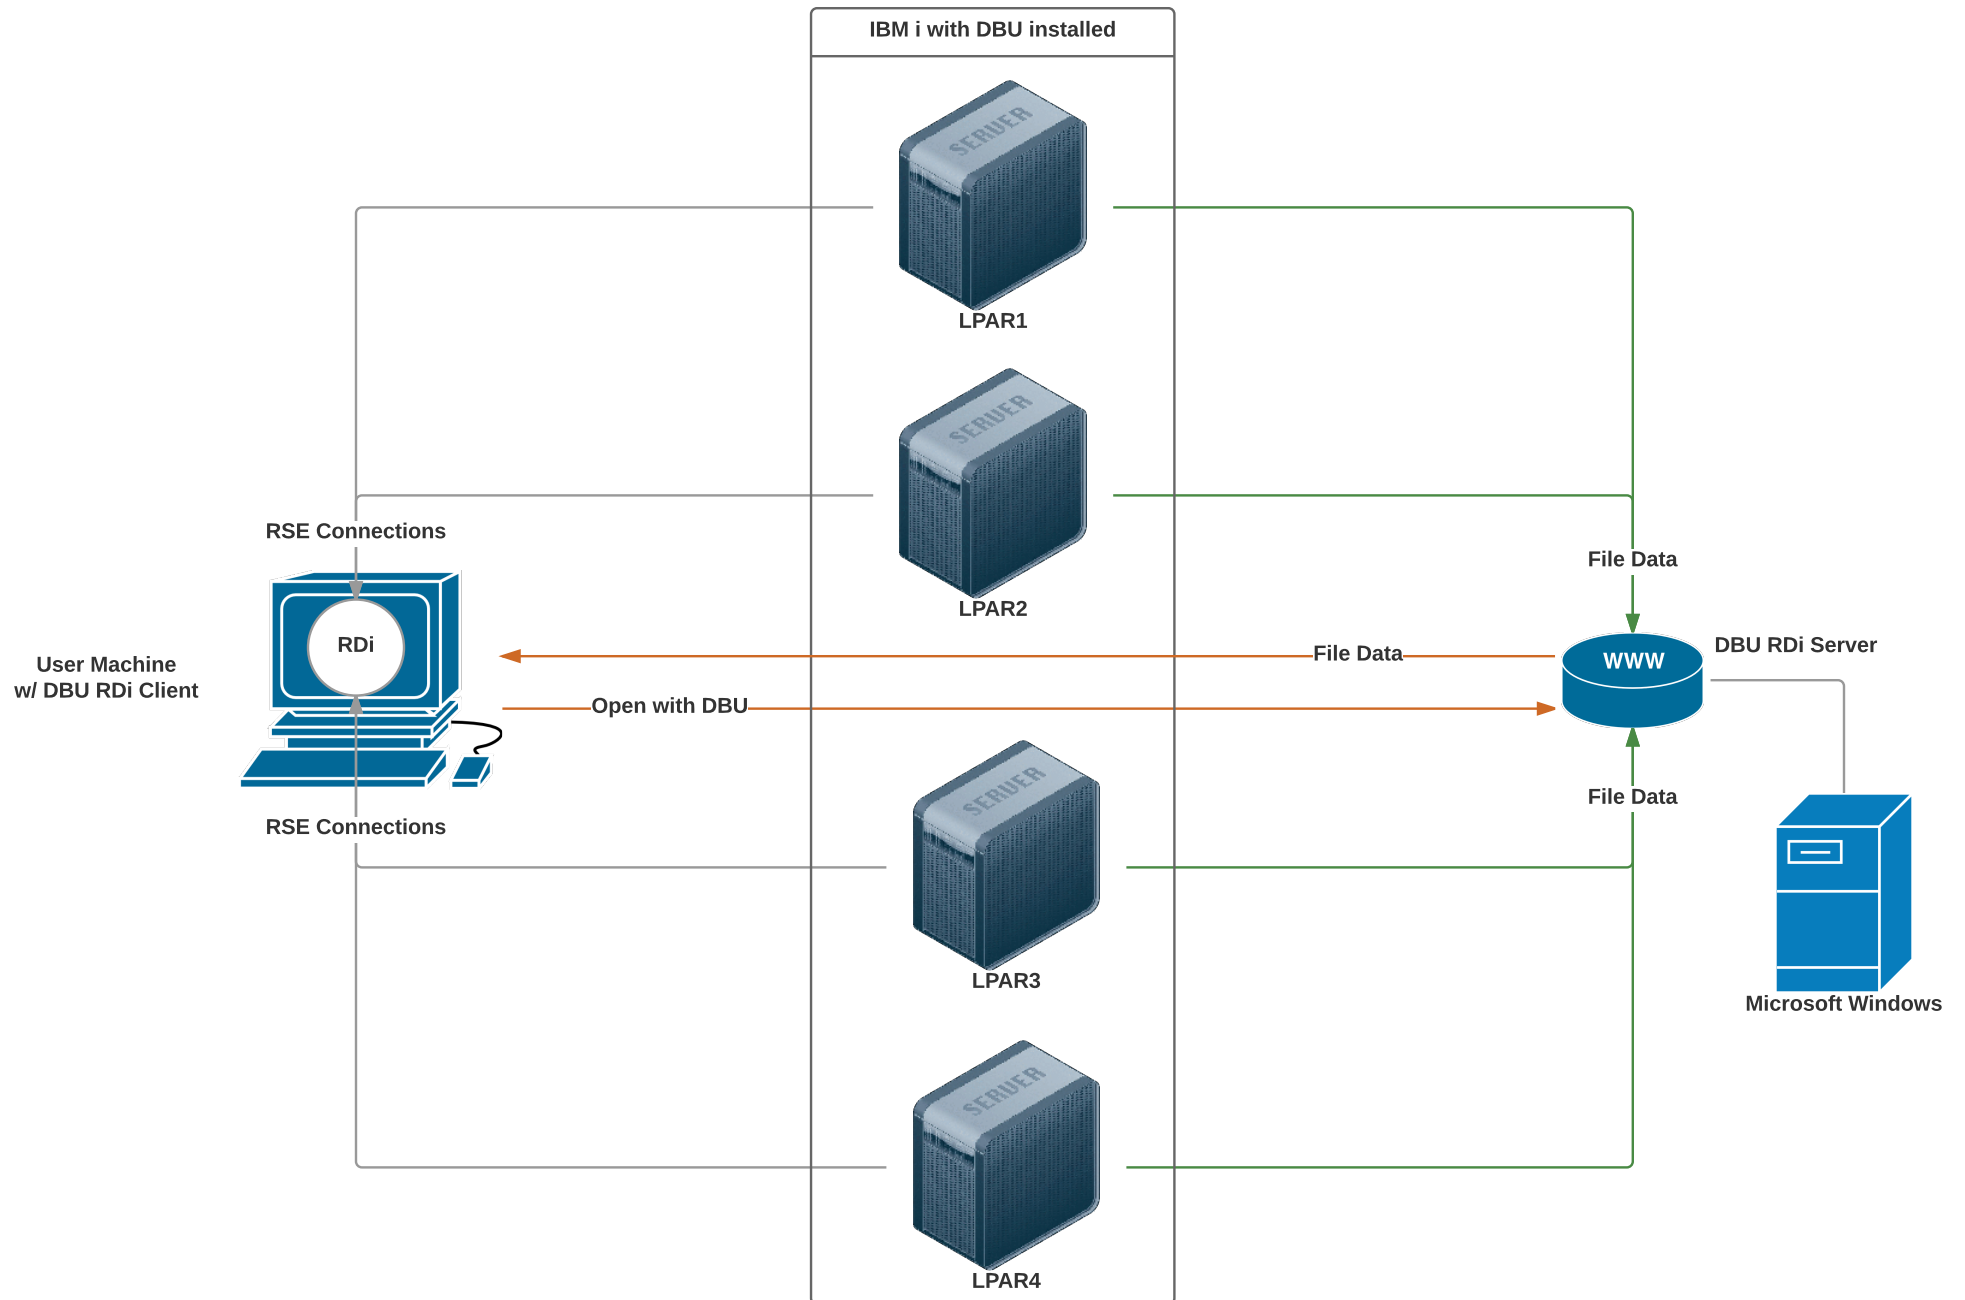 IBM i with DBU installed
SERVER
LPAR1
SERVER
LPAR2
RSE Connections
File Data
RDi
User Machine
w/ DBU RDi Client
File Data
WWW
DBU RDi Server
Open with DBU
SERVER
File Data
RSE Connections
LPAR3
Microsoft Windows
SERVER
LPAR4